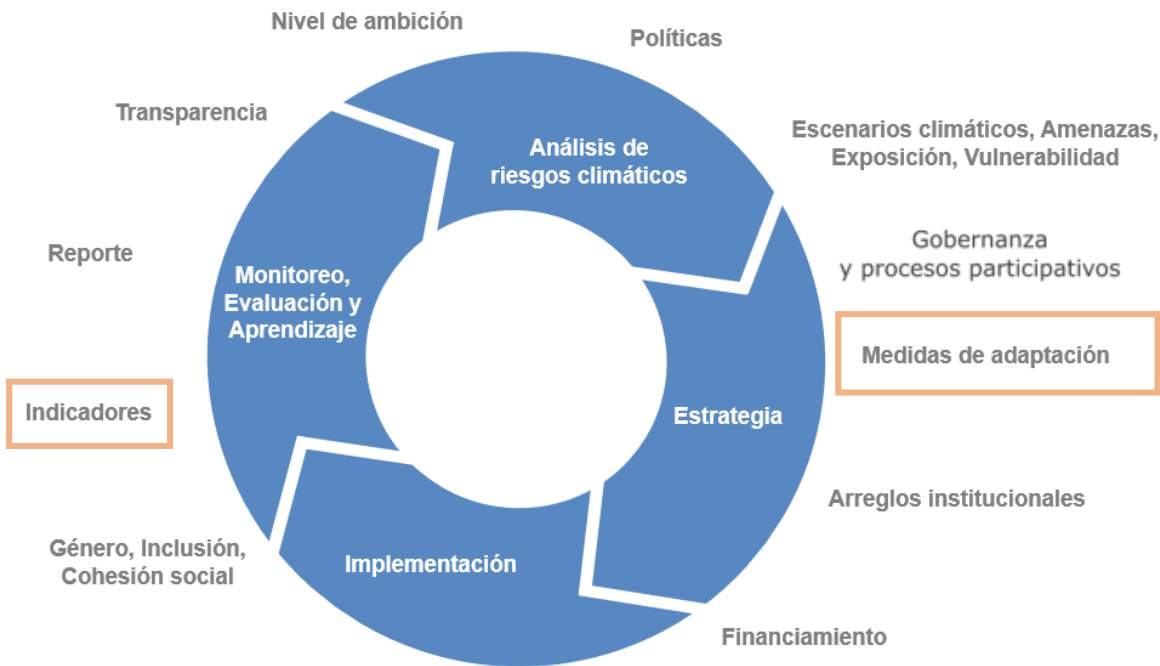 Nivel de ambición
Políticas
Transparencia
Escenarios climáticos, Amenazas,
Exposición, Vulnerabilidad
Análisis de
riesgos climáticos
Gobernanza
y procesos participativos
Reporte
Monitoreo,
Evaluación y
Aprendizaje
Medidas de adaptación
Indicadores
Estrategia
Arreglos institucionales
Género, Inclusión,
Cohesión social
Implementación
Financiamiento